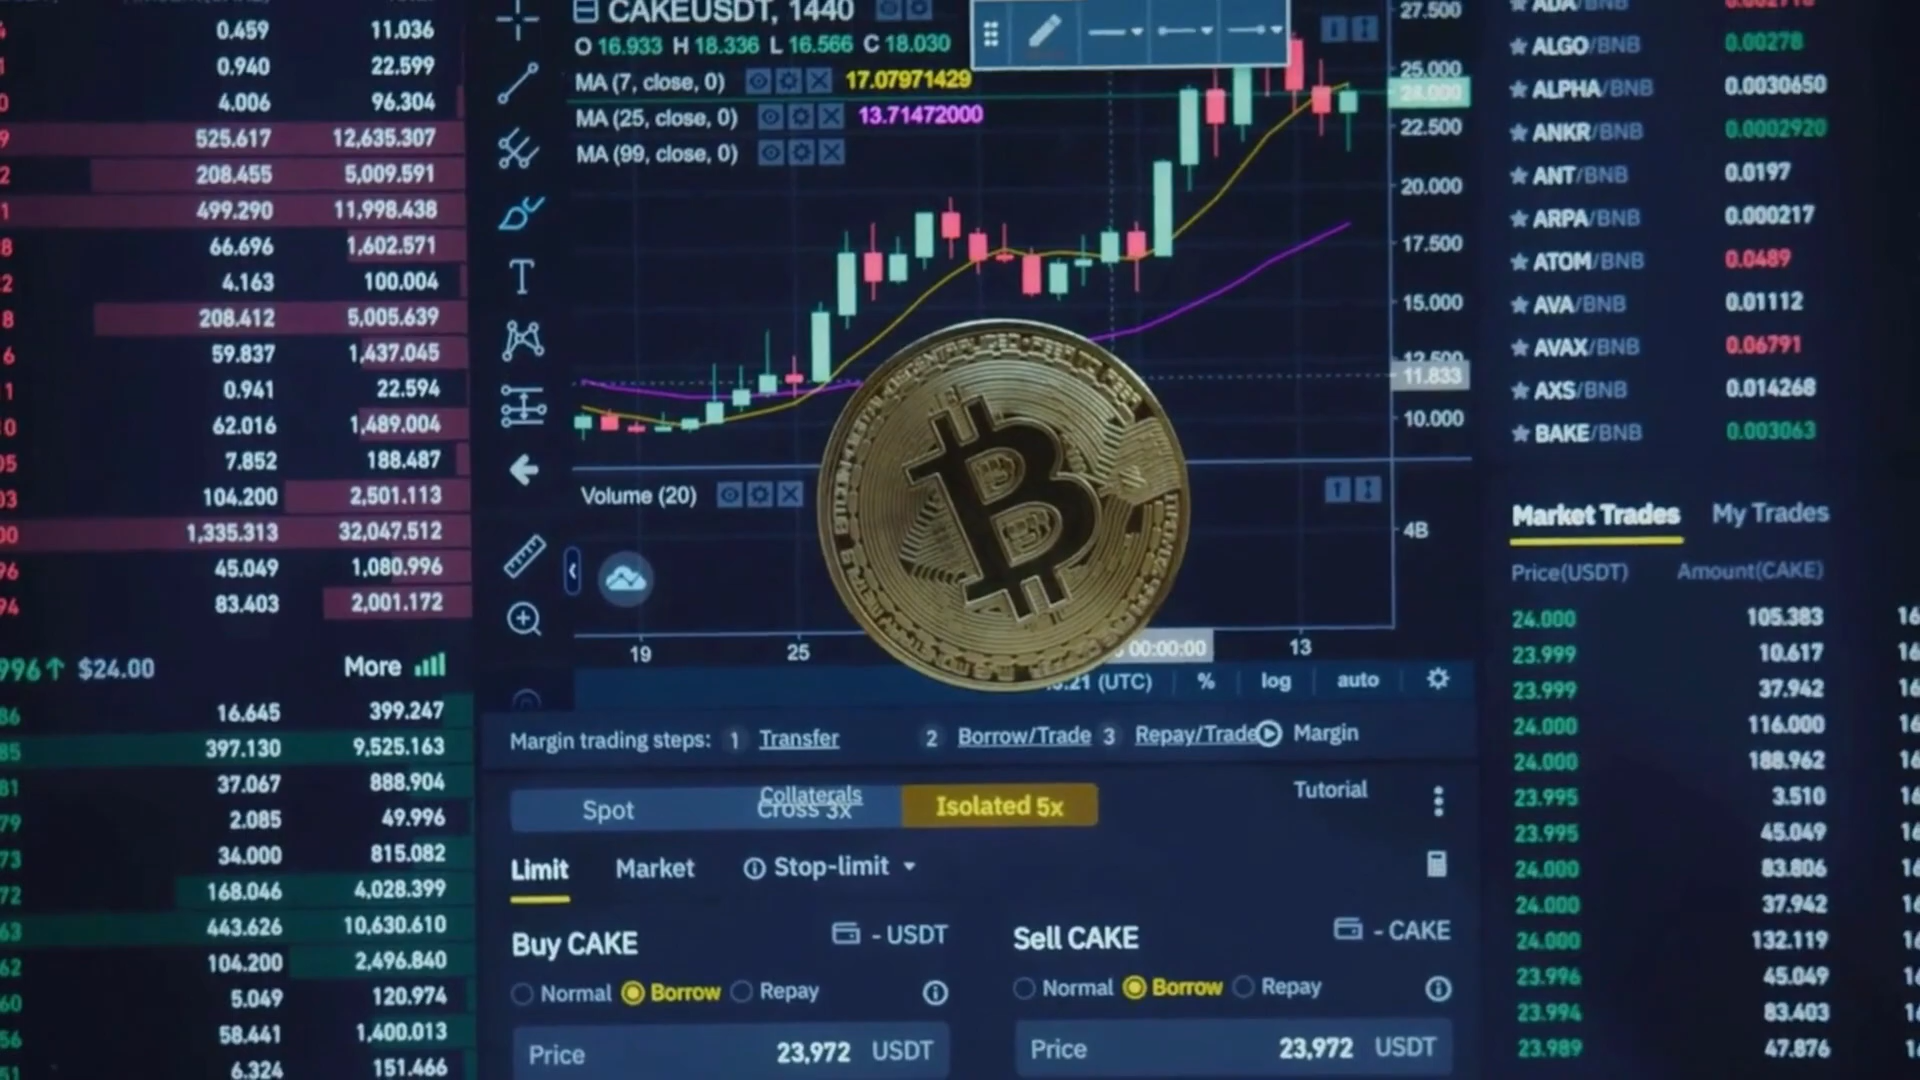 0.459 11.036
0.940 22.599
4.006 96.304
525.617 12,635.307
208.455 5,009.591
499.290 11,998.438
66.696 1,602.571
4.163 100.004
208.412 5,005.639
59.837 1,437.045
0.941 22.594
62.016 1,489.004
7.852 188.487
104.200 2,501.113
1,335.313 32,047.512
45.049 1,080.996
83.403 2,001.172
996↑ $24.00 More
16.645 399.247
397.130 9,525.163
37.067 888.904
2.085 49.996
34.000 815.082
168.046 4,028.399
443.626 10,630.610
104.200 2,496.840
5.049 120.974
58.441 1,400.013
6.324 151.466
CAKEUSDT, 1440
O 16.933 H 18.336 L 16.566 C 18.030
MA (7, close, 0) 17.07971429
MA (25, close, 0) 13.71472000
MA (99, close, 0)
27.500
25.000
24.000
22.500
20.000
17.500
15.000
12.500
11.833
10.000
Volume (20)
4B
19 25 00:00:00 13
21 (UTC) % log auto
Margin trading steps: 1 Transfer 2 Borrow/Trade 3 Repay/Trade Margin
Tutorial
Collaterals
Spot Cross 3x Isolated 5x
Limit Market Stop-limit
Buy CAKE - USDT
Normal Borrow Repay
Price 23,972 USDT
Sell CAKE - CAKE
Normal Borrow Repay
Price 23,972 USDT
ADA/BNB
ALGO/BNB 0.00278
ALPHA/BNB 0.0030650
ANKR/BNB 0.0002920
ANT/BNB 0.0197
ARPA/BNB 0.000217
ATOM/BNB 0.0489
AVA/BNB 0.01112
AVAX/BNB 0.06791
AXS/BNB 0.014268
BAKE/BNB 0.003063
Market Trades My Trades
Price(USDT) Amount(CAKE)
24.000 105.383
23.999 10.617
23.999 37.942
24.000 116.000
24.000 188.962
23.995 3.510
23.995 45.049
24.000 83.806
24.000 37.942
24.000 132.119
23.996 45.049
23.994 83.403
23.989 47.876